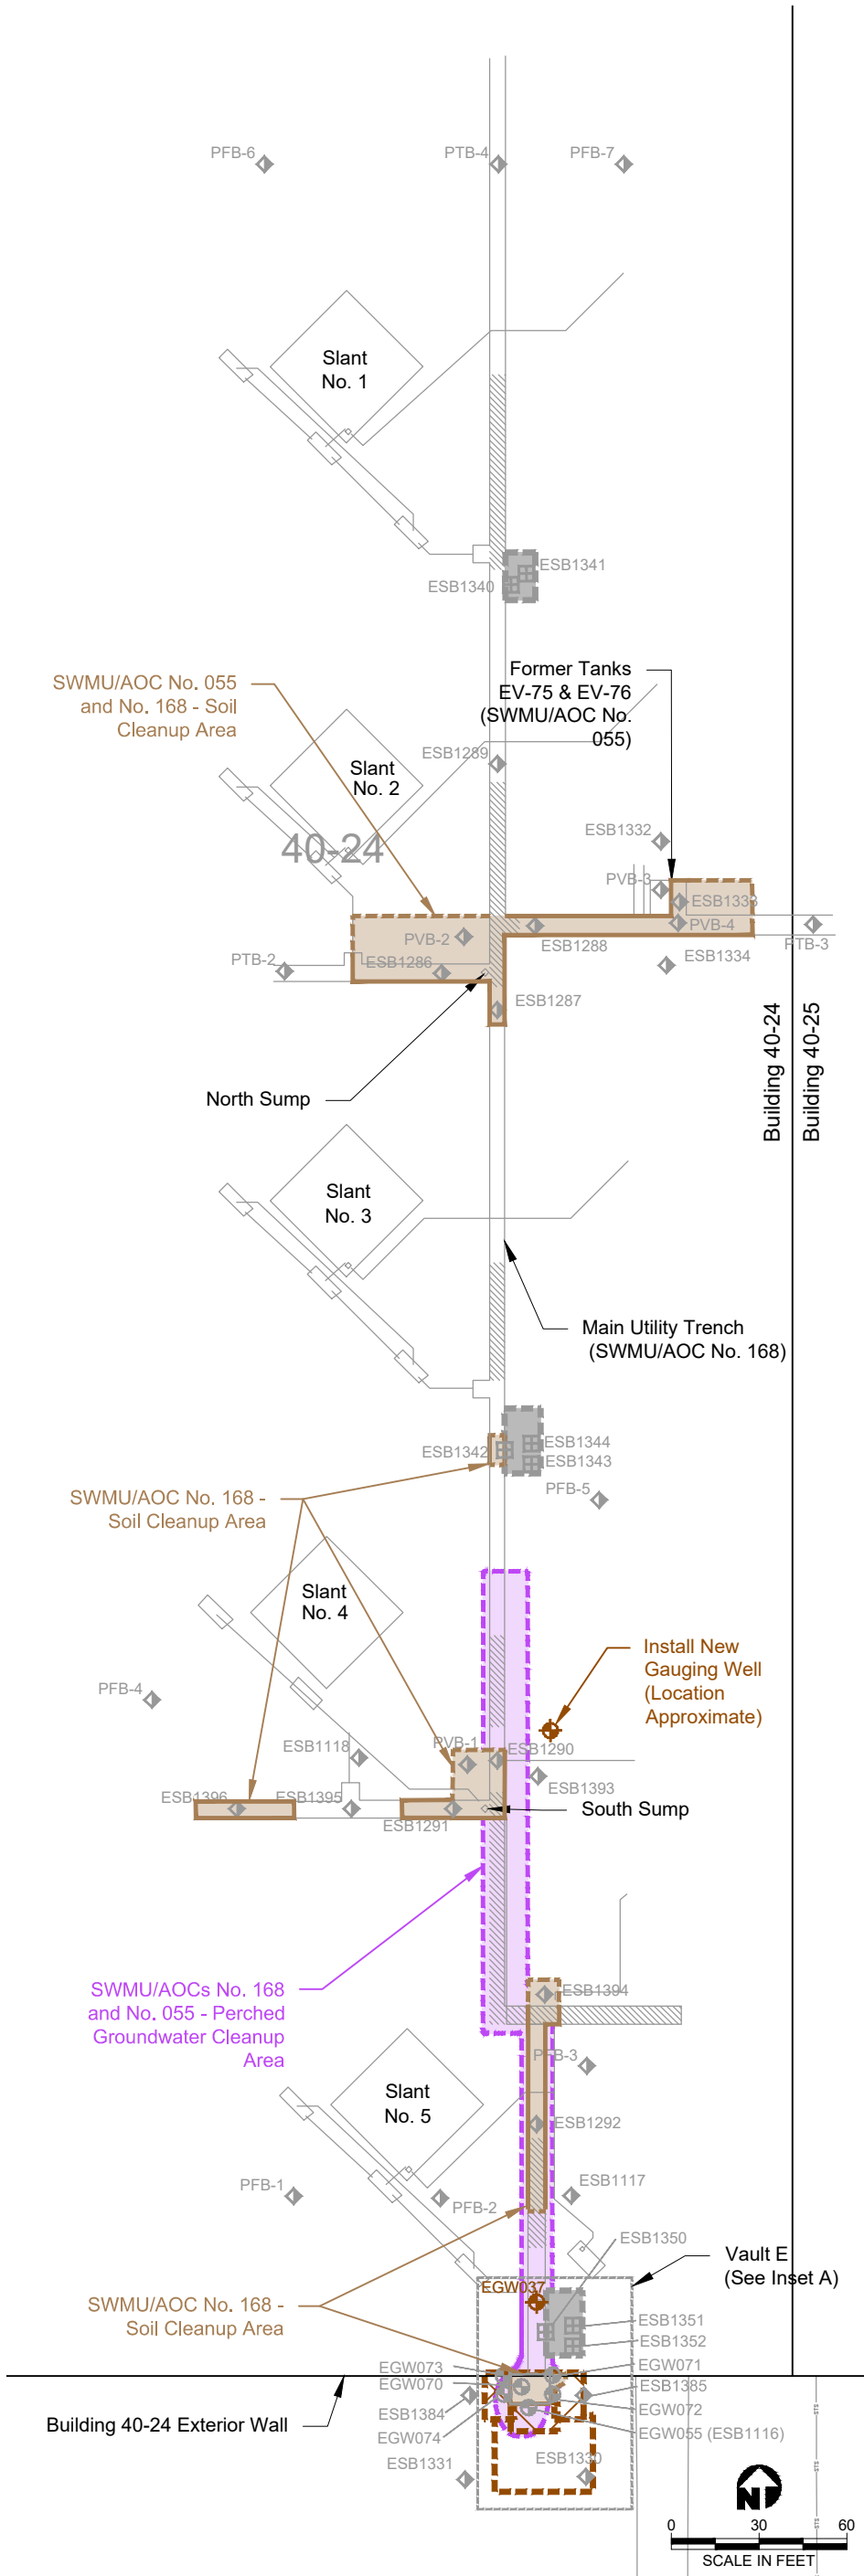 PFB-6
PTB-4
PFB-7
Slant
No. 1
ESB1341
ESB1340
SWMU/AOC No. 055
and No. 168 - Soil
Cleanup Area
Former Tanks
EV-75 & EV-76
(SWMU/AOC No.
055)
ESB1289
Slant
No. 2
40-24
ESB1332
PVB-3
ESB1333
PVB-2
ESB1288
PVB-4
PTB-3
PTB-2
ESB1286
ESB1334
ESB1287
Building 40-24
Building 40-25
North Sump
Slant
No. 3
Main Utility Trench
(SWMU/AOC No. 168)
ESB1342
ESB1344
ESB1343
PFB-5
SWMU/AOC No. 168 -
Soil Cleanup Area
Slant
No. 4
Install New
Gauging Well
(Location
Approximate)
PFB-4
ESB1118
PVB-1
ESB1290
ESB1393
ESB1396
ESB1395
ESB1291
South Sump
SWMU/AOCs No. 168
and No. 055 - Perched
Groundwater Cleanup
Area
ESB1394
PFB-3
Slant
No. 5
ESB1292
PFB-1
PFB-2
ESB1117
ESB1350
Vault E
(See Inset A)
EGW037
SWMU/AOC No. 168 -
Soil Cleanup Area
ESB1351
ESB1352
EGW073
EGW071
EGW070
ESB1385
ESB1384
EGW072
Building 40-24 Exterior Wall
EGW074
EGW055 (ESB1116)
ESB1331
ESB1330
N
0 30 60
SCALE IN FEET